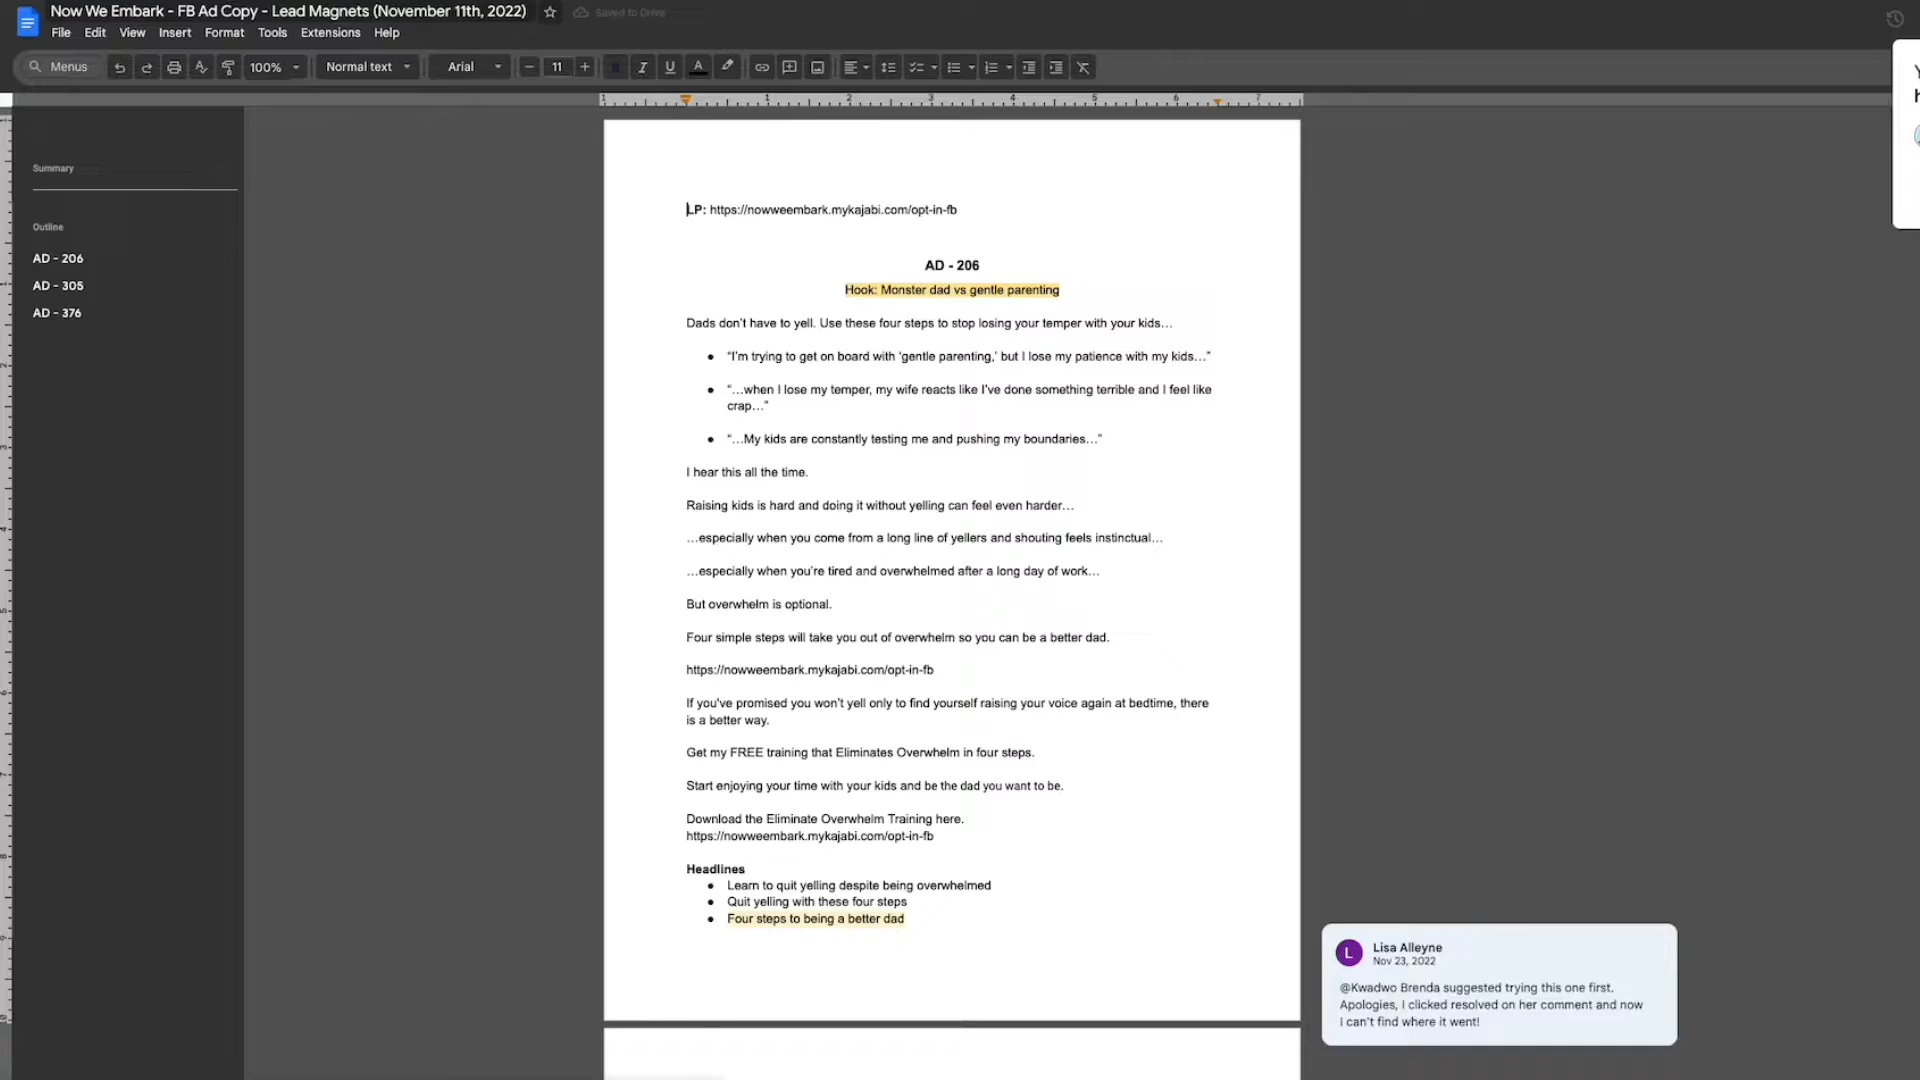 Now We Embark - FB Ad Copy - Lead Magnets (November 11th, 2022)
Saved to Drive
File Edit View Insert Format Tools Extensions Help
Menus 100% Normal text Arial 11
1 1 2 3 4 5 6 7
Summary
Outline
AD - 206
AD - 305
AD - 376
LP: https://nowweembark.mykajabi.com/opt-in-fb
AD - 206
Hook: Monster dad vs gentle parenting
Dads don't have to yell. Use these four steps to stop losing your temper with your kids…
● “I'm trying to get on board with ‘gentle parenting,’ but I lose my patience with my kids…”
● “…when I lose my temper, my wife reacts like I've done something terrible and I feel like
crap…”
● “…My kids are constantly testing me and pushing my boundaries…”
I hear this all the time.
Raising kids is hard and doing it without yelling can feel even harder…
…especially when you come from a long line of yellers and shouting feels instinctual…
…especially when you're tired and overwhelmed after a long day of work…
But overwhelm is optional.
Four simple steps will take you out of overwhelm so you can be a better dad.
https://nowweembark.mykajabi.com/opt-in-fb
If you've promised you won't yell only to find yourself raising your voice again at bedtime, there
is a better way.
Get my FREE training that Eliminates Overwhelm in four steps.
Start enjoying your time with your kids and be the dad you want to be.
Download the Eliminate Overwhelm Training here.
https://nowweembark.mykajabi.com/opt-in-fb
Headlines
● Learn to quit yelling despite being overwhelmed
● Quit yelling with these four steps
● Four steps to being a better dad
L
Lisa Alleyne
Nov 23, 2022
@Kwadwo Brenda suggested trying this one first.
Apologies, I clicked resolved on her comment and now
I can't find where it went!